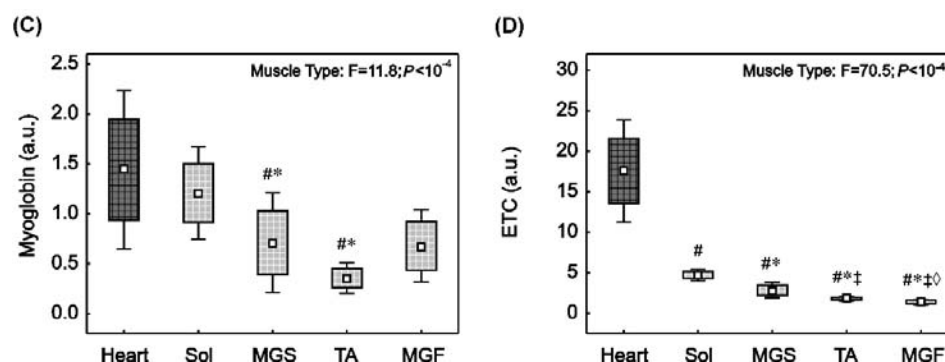 (C)
Myoglobin (a.u.)
2.5
2.0
1.5
1.0
0.5
0.0
Muscle Type: F=11.8; P<10⁻⁴
#*
#*
Heart Sol MGS TA MGF
(D)
ETC (a.u.)
30
25
20
15
10
5
0
Muscle Type: F=70.5; P<10⁻⁴
#
#*
#*‡
#*‡◊
Heart Sol MGS TA MGF